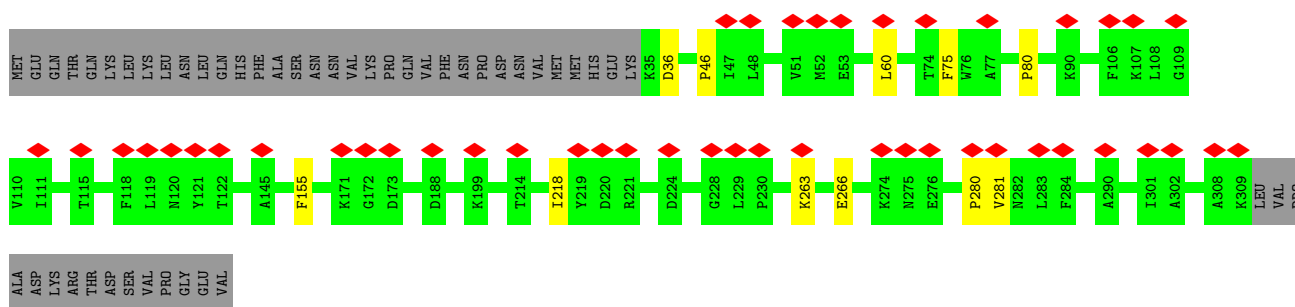 MET GLU GLN THR GLN LYS LEU LYS LEU ASN LEU GLN HIS PHE ALA SER ASN ASN VAL LYS PRO GLN VAL PHE ASN PRO ASP ASN VAL MET MET HIS GLU LYS K35 D36 P46 I47 L48 V51 M52 E53 L60 T74 F75 W76 A77 P80 K90 F106 K107 L108 G109
V110 I111 T115 F118 L119 N120 Y121 T122 A145 F155 K171 G172 D173 D188 K199 T214 I218 Y219 D220 R221 D224 G228 L229 P230 K263 E266 K274 N275 E276 P280 V281 N282 L283 F284 A290 I301 A302 A308 K309 LEU VAL PRO
ALA ASP LYS ARG THR ASP SER VAL PRO GLY GLU VAL